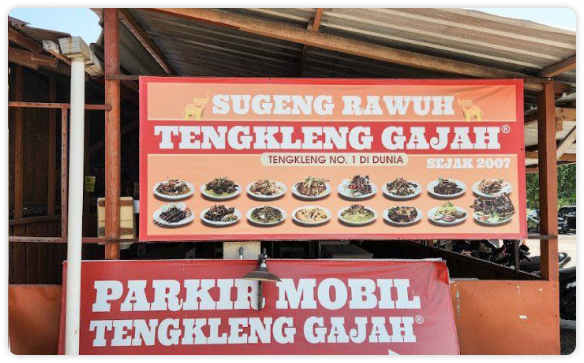 SUGENG RAWUH
TENGKLENG GAJAH®
TENGKLENG NO. 1 DI DUNIA
SEJAK 2007
PARKIR MOBIL
TENGKLENG GAJAH®